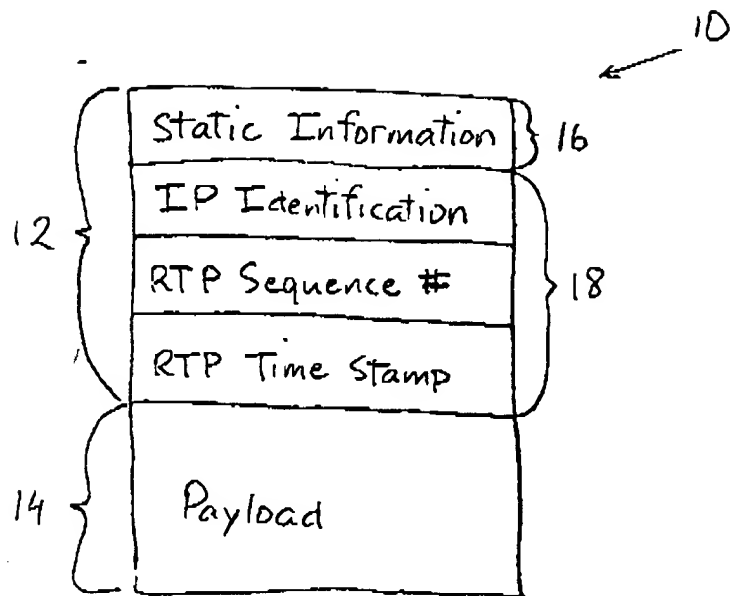 10
Static Information
16
IP Identification
12
RTP Sequence #
18
RTP Time Stamp
14
Payload